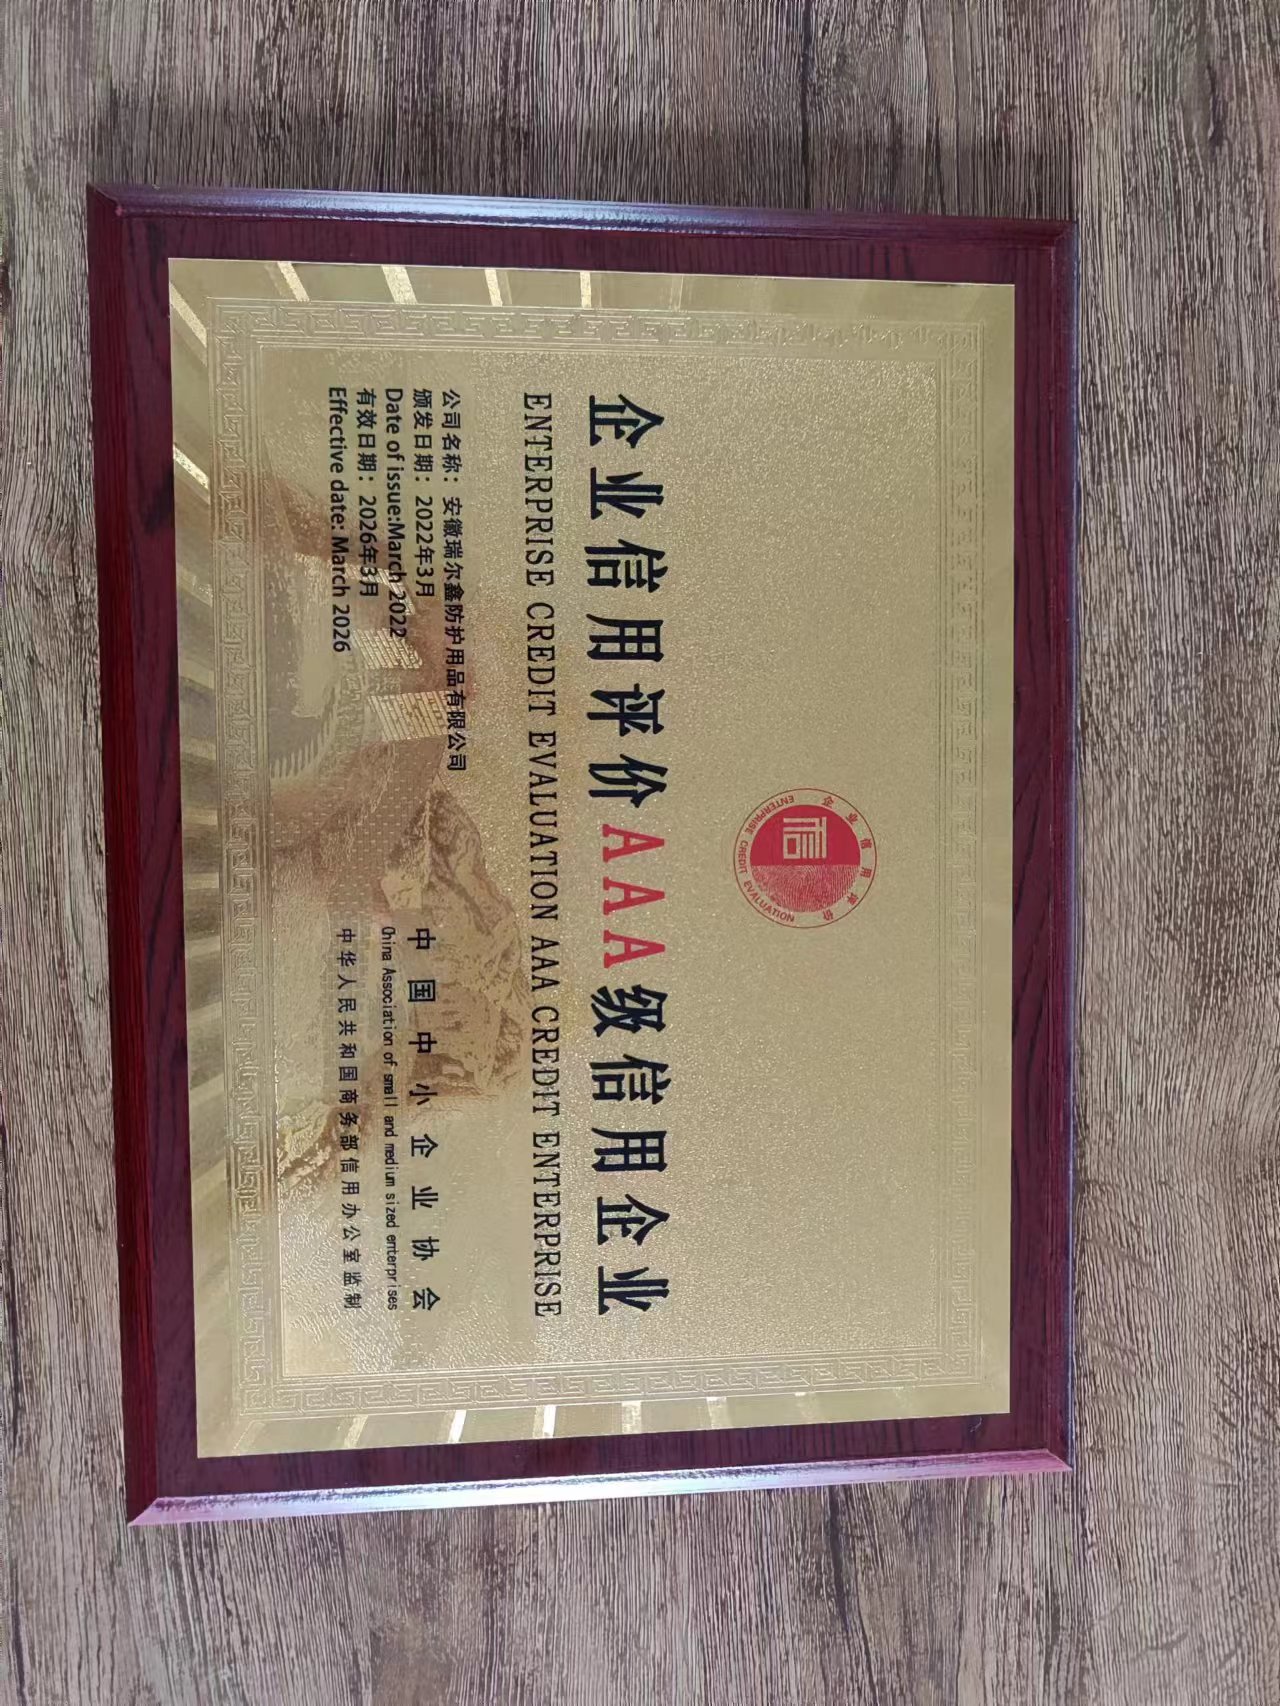 企业信用评价
信
ENTERPRISE CREDIT EVALUATION
企业信用评价AAA级信用企业
ENTERPRISE CREDIT EVALUATION AAA CREDIT ENTERPRISE
公司名称：安徽瑞尔鑫防护用品有限公司
颁发日期：2022年3月
Date of issue:March 2022
有效日期：2026年3月
Effective date: March 2026
中国中小企业协会
China Association of small and medium sized enterprises
中华人民共和国商务部信用办公室监制